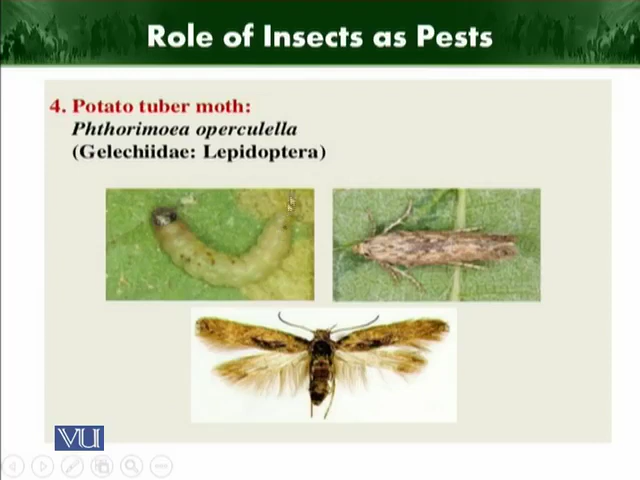 Role of Insects as Pests
4. Potato tuber moth:
Phthorimoea operculella
(Gelechiidae: Lepidoptera)
VU